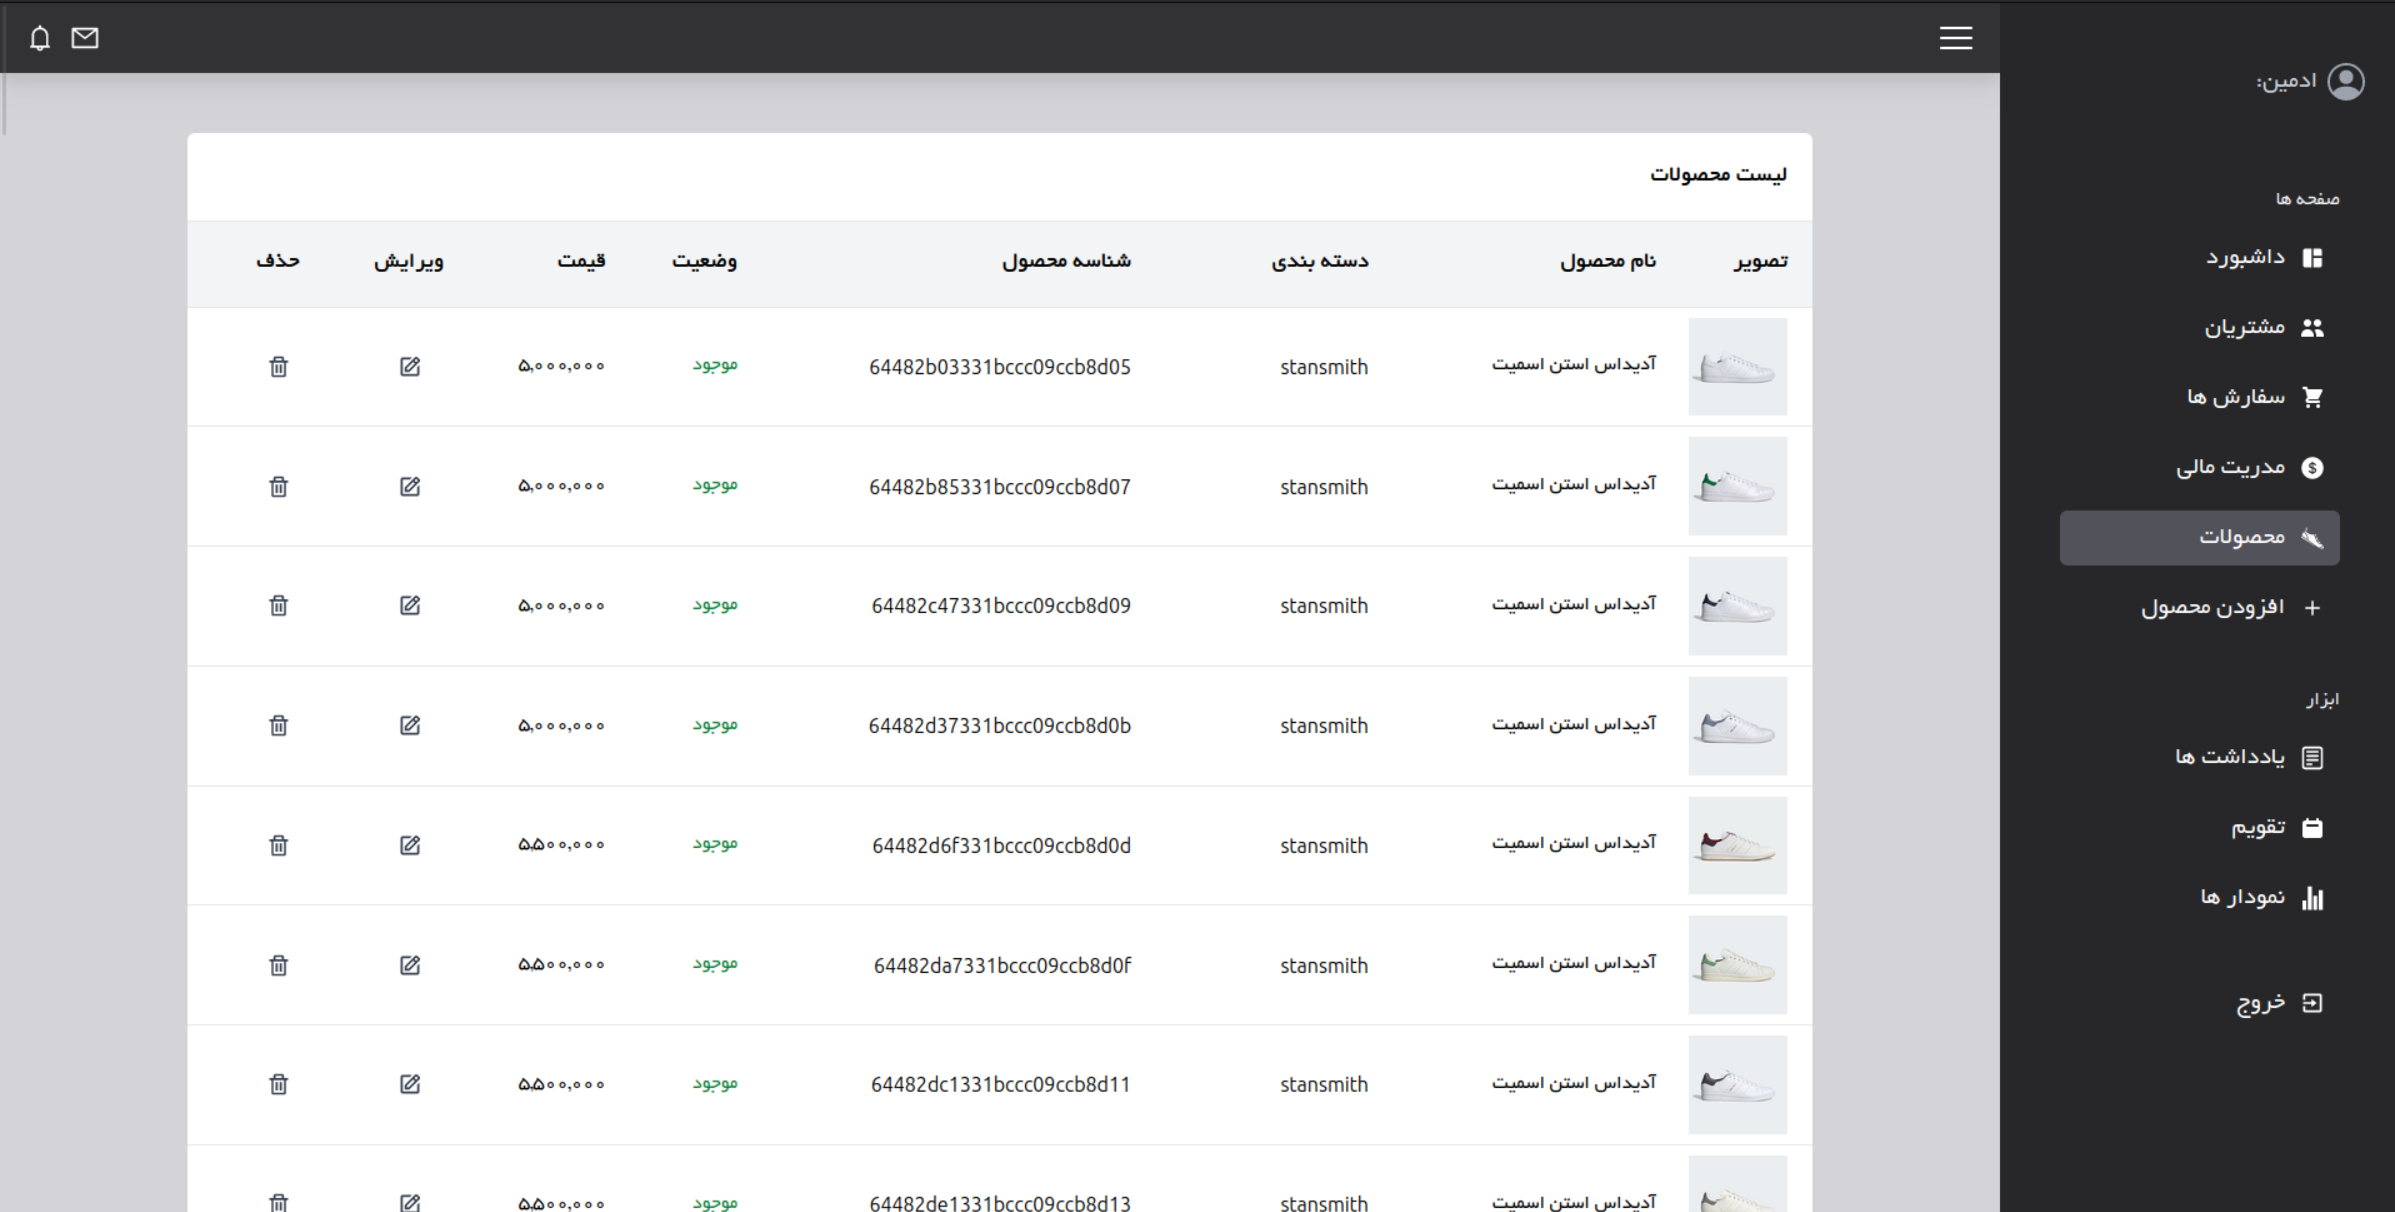 ادمین:
صفحه ها
داشبورد
مشتریان
سفارش ها
مدریت مالی
محصولات
افزودن محصول
ابزار
یادداشت ها
تقویم
نمودار ها
خروج
لیست محصولات
تصویر نام محصول دسته بندی شناسه محصول وضعیت قیمت ویرایش حذف
آدیداس استن اسمیت stansmith 64482b03331bccc09ccb8d05 موجود ۵,۰۰۰,۰۰۰
آدیداس استن اسمیت stansmith 64482b85331bccc09ccb8d07 موجود ۵,۰۰۰,۰۰۰
آدیداس استن اسمیت stansmith 64482c47331bccc09ccb8d09 موجود ۵,۰۰۰,۰۰۰
آدیداس استن اسمیت stansmith 64482d37331bccc09ccb8d0b موجود ۵,۰۰۰,۰۰۰
آدیداس استن اسمیت stansmith 64482d6f331bccc09ccb8d0d موجود ۵,۵۰۰,۰۰۰
آدیداس استن اسمیت stansmith 64482da7331bccc09ccb8d0f موجود ۵,۵۰۰,۰۰۰
آدیداس استن اسمیت stansmith 64482dc1331bccc09ccb8d11 موجود ۵,۵۰۰,۰۰۰
آدیداس استن اسمیت stansmith 64482de1331bccc09ccb8d13 موجود ۵,۵۰۰,۰۰۰